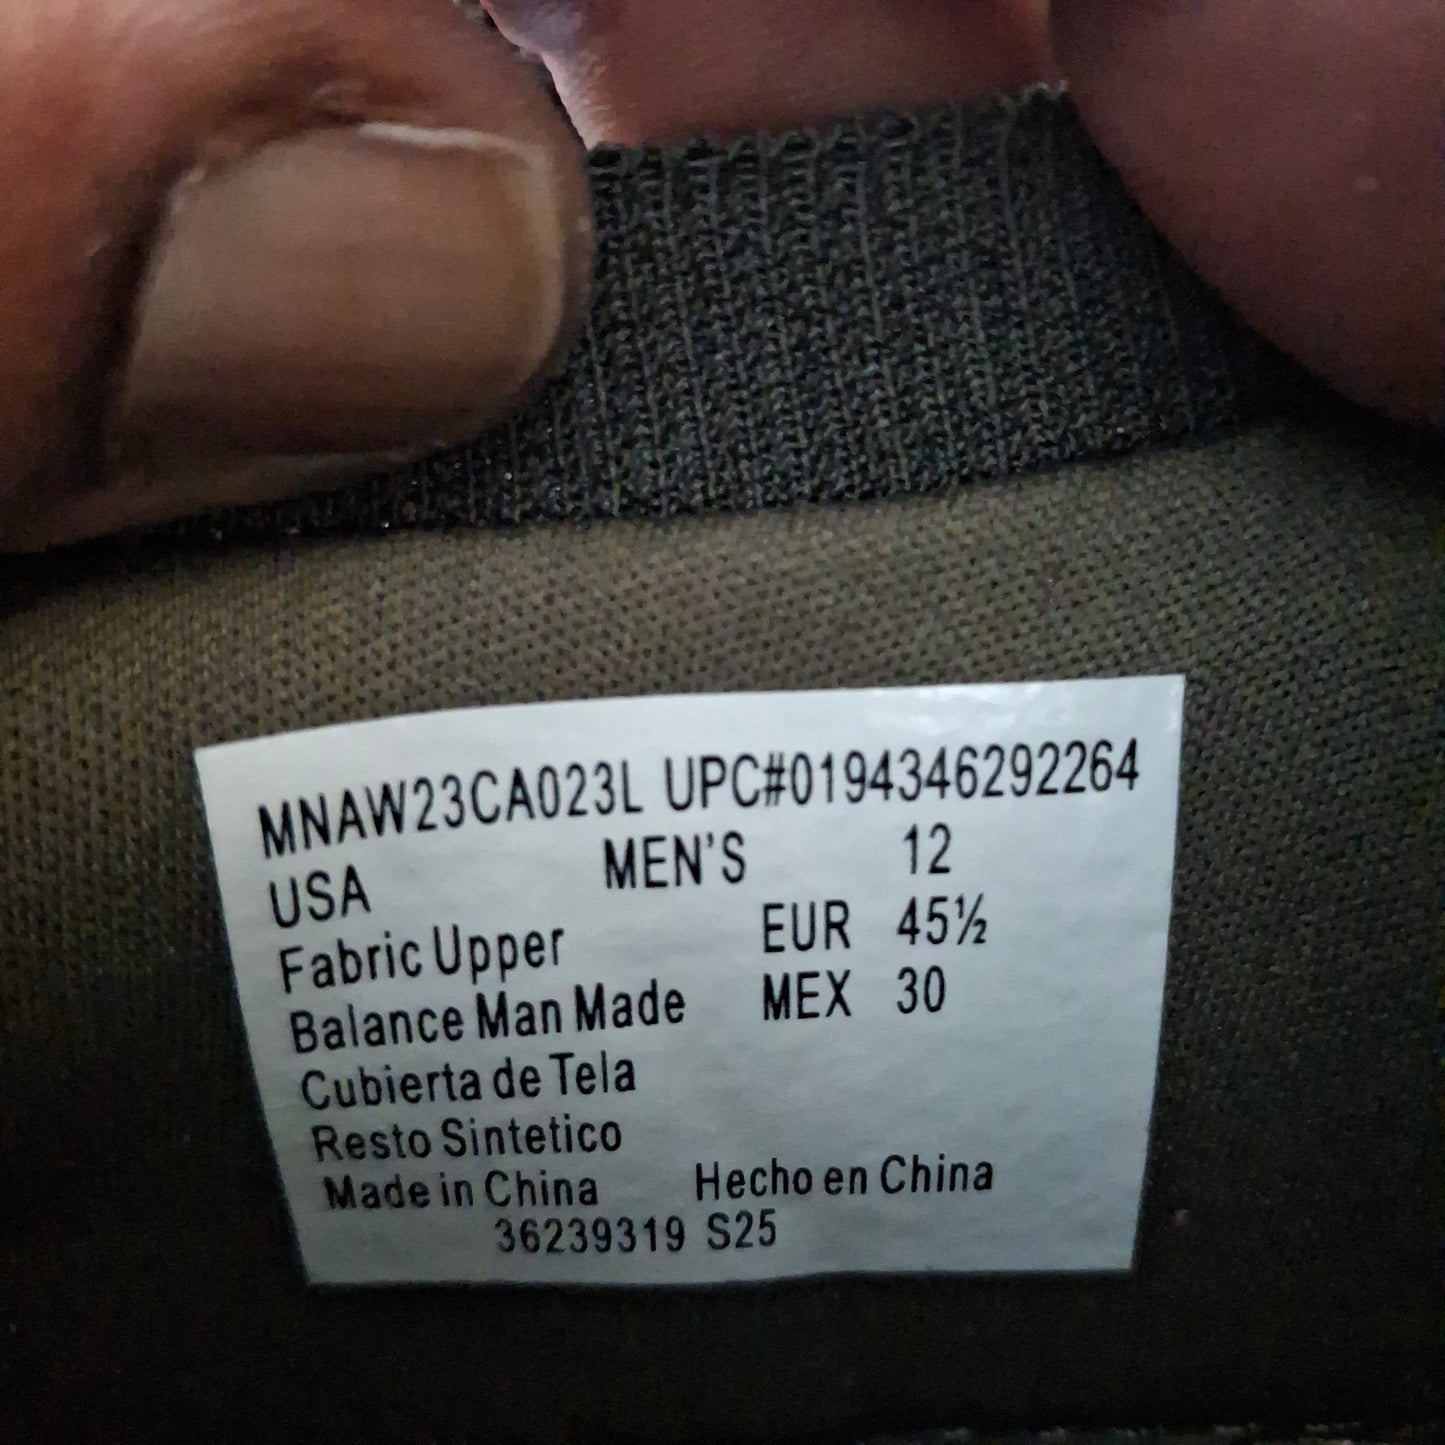 MNAW23CA023L UPC#0194346292264
USA MEN'S 12
Fabric Upper EUR 45½
Balance Man Made MEX 30
Cubierta de Tela
Resto Sintetico
Made in China Hecho en China
36239319 S25